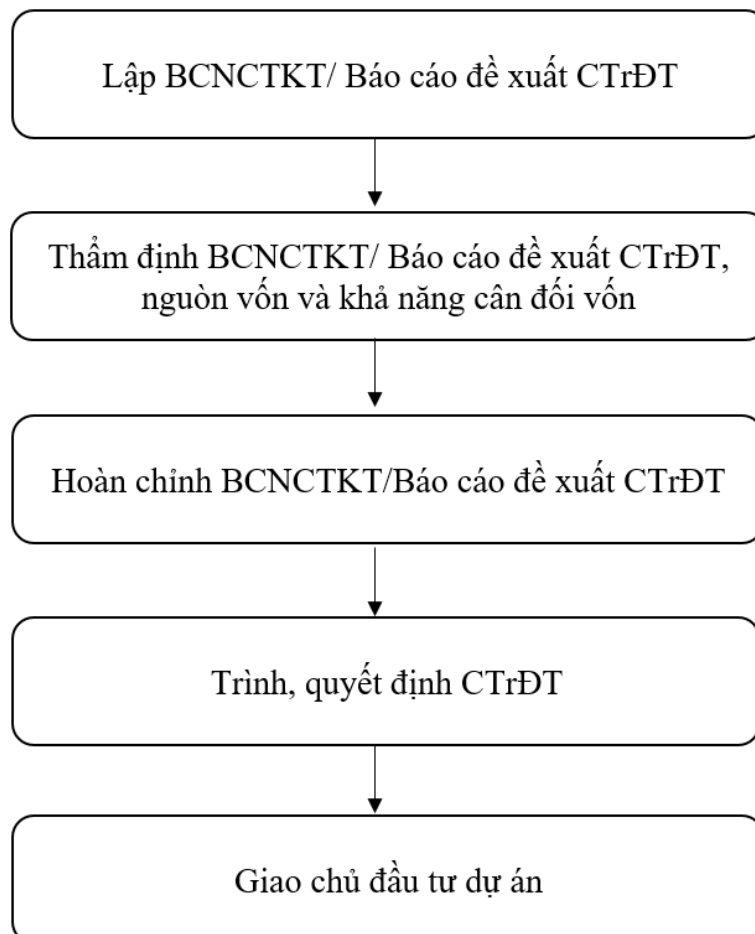 Lập BCNCTKT/ Báo cáo đề xuất CTrĐT
Thẩm định BCNCTKT/ Báo cáo đề xuất CTrĐT,
nguòn vốn và khả năng cân đối vốn
Hoàn chỉnh BCNCTKT/Báo cáo đề xuất CTrĐT
Trình, quyết định CTrĐT
Giao chủ đầu tư dự án